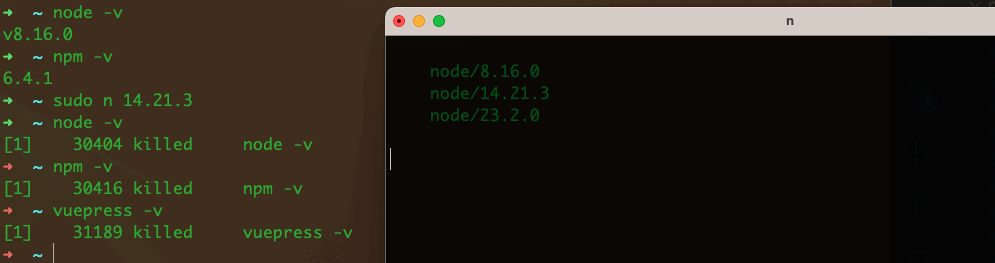 ➜  ~ node -v
v8.16.0
➜  ~ npm -v
6.4.1
➜  ~ sudo n 14.21.3
➜  ~ node -v
[1]    30404 killed     node -v
➜  ~ npm -v
[1]    30416 killed     npm -v
➜  ~ vuepress -v
[1]    31189 killed     vuepress -v
➜  ~
n
node/8.16.0
node/14.21.3
node/23.2.0